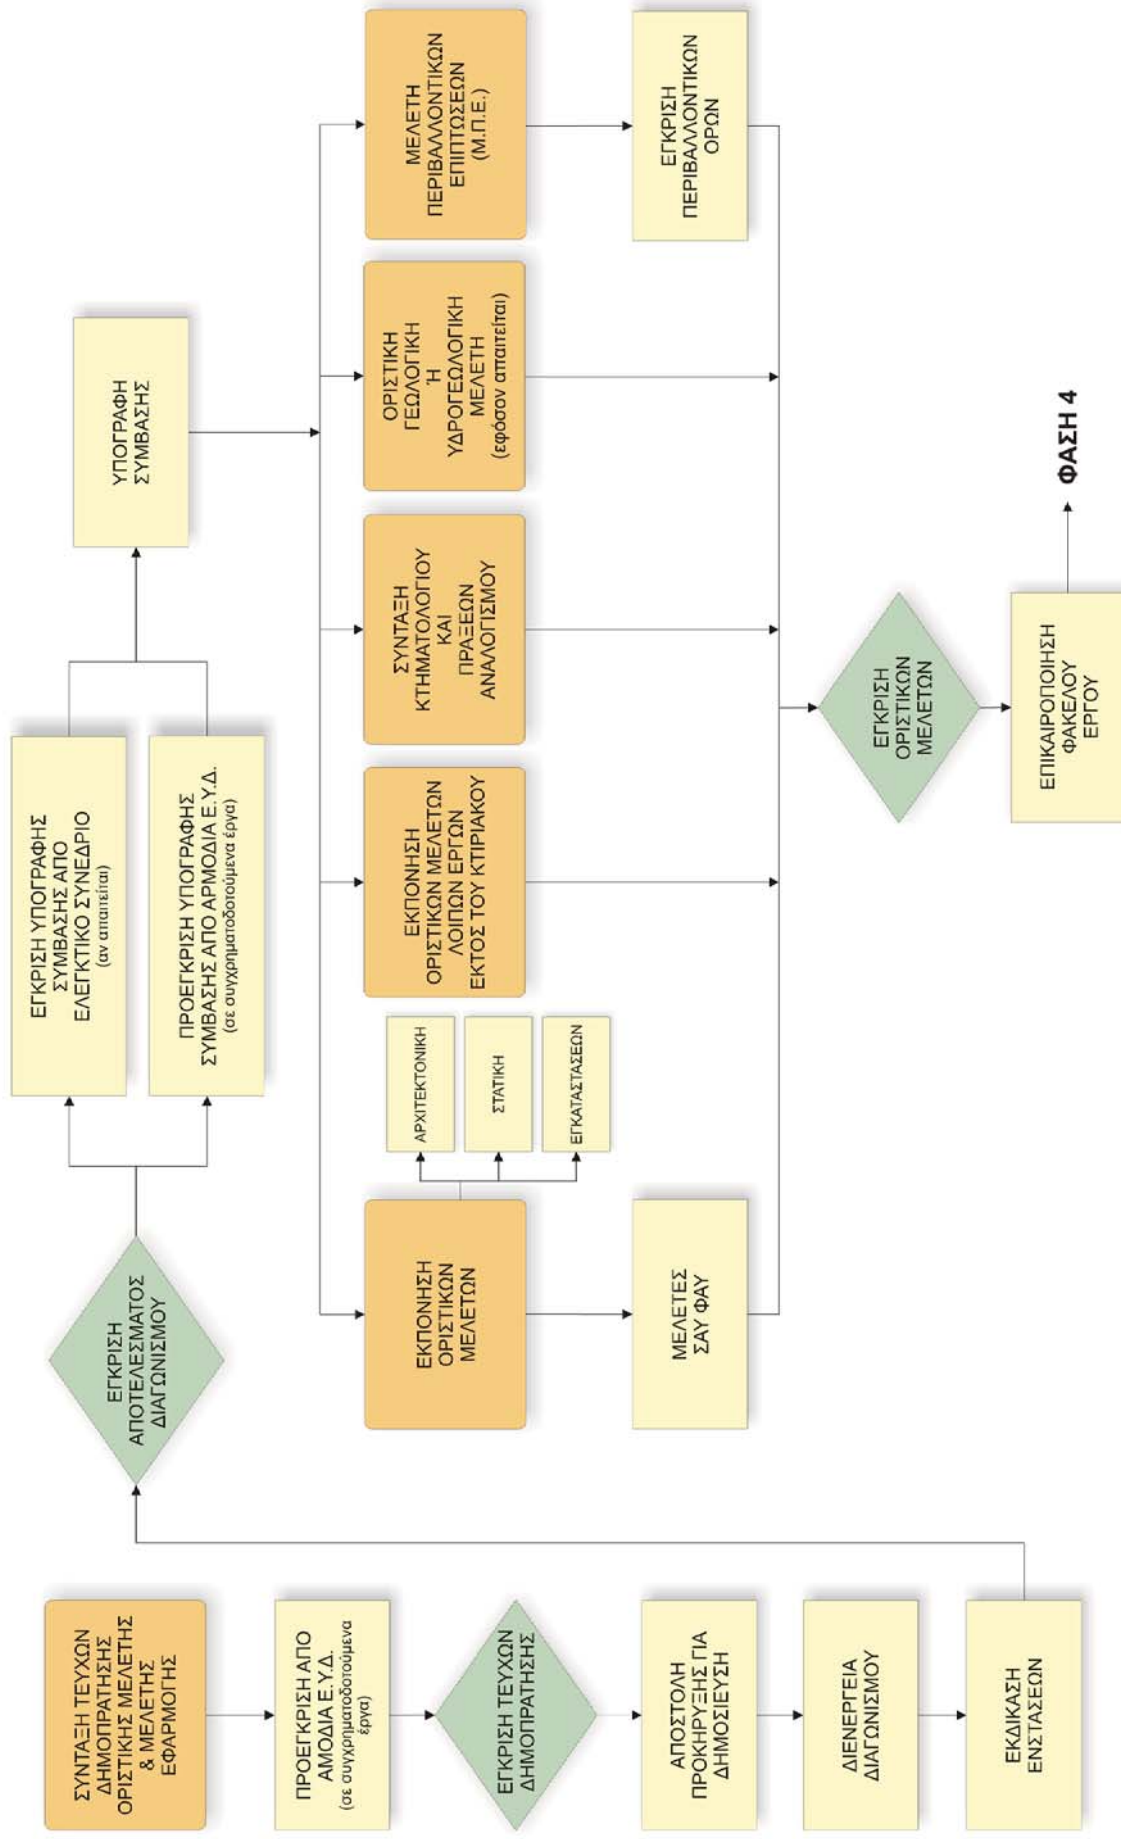 ΣΥΝΤΑΞΗ ΤΕΥΧΩΝ
ΔΗΜΟΠΡΑΤΗΣΗΣ
ΟΡΙΣΤΙΚΗΣ ΜΕΛΕΤΗΣ
& ΜΕΛΕΤΗΣ
ΕΦΑΡΜΟΓΗΣ
ΠΡΟΕΓΚΡΙΣΗ ΑΠΟ
ΑΜΟΔΙΑ Ε.Υ.Δ.
(σε συγχρηματοδοτούμενα
έργα)
ΕΓΚΡΙΣΗ ΤΕΥΧΩΝ
ΔΗΜΟΠΡΑΤΗΣΗΣ
ΑΠΟΣΤΟΛΗ
ΠΡΟΚΗΡΥΞΗΣ ΓΙΑ
ΔΗΜΟΣΙΕΥΣΗ
ΔΙΕΝΕΡΓΕΙΑ
ΔΙΑΓΩΝΙΣΜΟΥ
ΕΚΔΙΚΑΣΗ
ΕΝΣΤΑΣΕΩΝ
ΕΓΚΡΙΣΗ
ΑΠΟΤΕΛΕΣΜΑΤΟΣ
ΔΙΑΓΩΝΙΣΜΟΥ
ΕΓΚΡΙΣΗ ΥΠΟΓΡΑΦΗΣ
ΣΥΜΒΑΣΗΣ ΑΠΟ
ΕΛΕΓΚΤΙΚΟ ΣΥΝΕΔΡΙΟ
(αν απαιτείται)
ΠΡΟΕΓΚΡΙΣΗ ΥΠΟΓΡΑΦΗΣ
ΣΥΜΒΑΣΗΣ ΑΠΟ ΑΡΜΟΔΙΑ Ε.Υ.Δ.
(σε συγχρηματοδοτούμενα έργα)
ΥΠΟΓΡΑΦΗ
ΣΥΜΒΑΣΗΣ
ΕΚΠΟΝΗΣΗ
ΟΡΙΣΤΙΚΩΝ
ΜΕΛΕΤΩΝ
ΑΡΧΙΤΕΚΤΟΝΙΚΗ
ΣΤΑΤΙΚΗ
ΕΓΚΑΤΑΣΤΑΣΕΩΝ
ΕΚΠΟΝΗΣΗ
ΟΡΙΣΤΙΚΩΝ ΜΕΛΕΤΩΝ
ΛΟΙΠΩΝ ΕΡΓΩΝ
ΕΚΤΟΣ ΤΟΥ ΚΤΙΡΙΑΚΟΥ
ΣΥΝΤΑΞΗ
ΚΤΗΜΑΤΟΛΟΓΙΟΥ
ΚΑΙ
ΠΡΑΞΕΩΝ
ΑΝΑΛΟΓΙΣΜΟΥ
ΟΡΙΣΤΙΚΗ
ΓΕΩΛΟΓΙΚΗ
Ή
ΥΔΡΟΓΕΩΛΟΓΙΚΗ
ΜΕΛΕΤΗ
(εφόσον απαιτείται)
ΜΕΛΕΤΗ
ΠΕΡΙΒΑΛΛΟΝΤΙΚΩΝ
ΕΠΙΠΤΩΣΕΩΝ
(Μ.Π.Ε.)
ΜΕΛΕΤΕΣ
ΣΑΥ ΦΑΥ
ΕΓΚΡΙΣΗ
ΠΕΡΙΒΑΛΛΟΝΤΙΚΩΝ
ΟΡΩΝ
ΕΓΚΡΙΣΗ
ΟΡΙΣΤΙΚΩΝ
ΜΕΛΕΤΩΝ
ΕΠΙΚΑΙΡΟΠΟΙΗΣΗ
ΦΑΚΕΛΟΥ
ΕΡΓΟΥ
ΦΑΣΗ 4